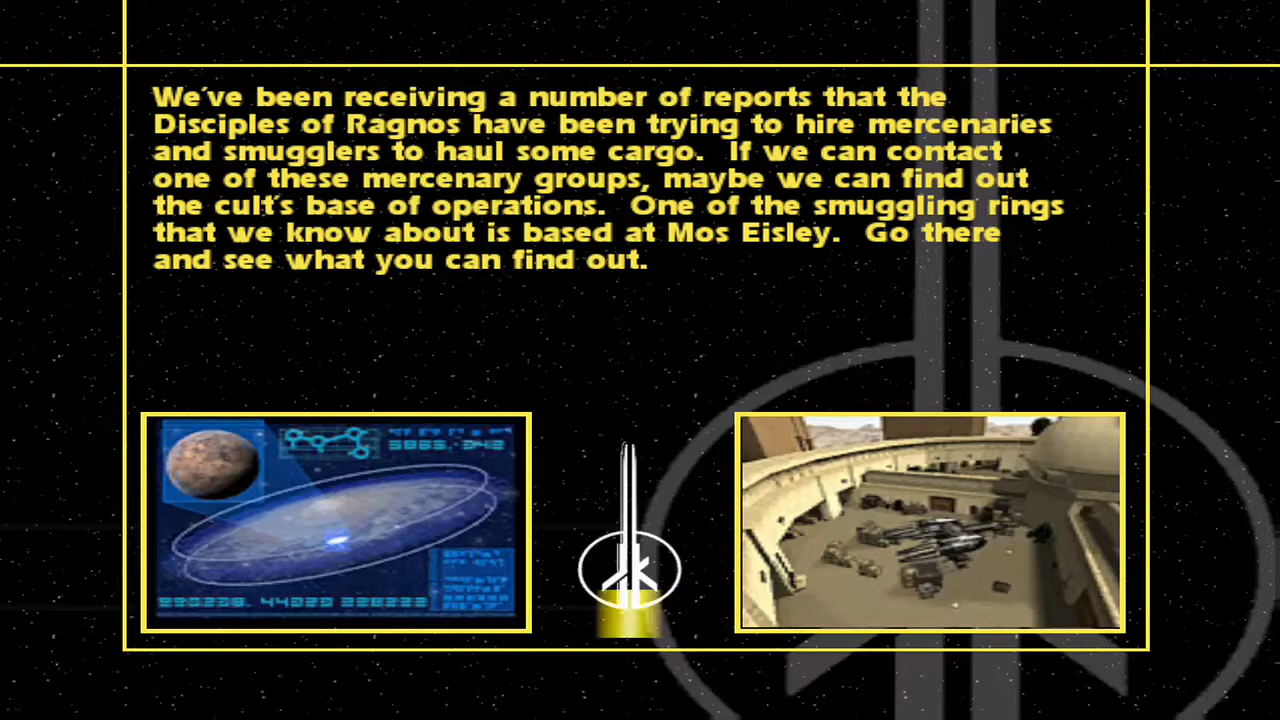 We've been receiving a number of reports that the
Disciples of Ragnos have been trying to hire mercenaries
and smugglers to haul some cargo.  If we can contact
one of these mercenary groups, maybe we can find out
the cult's base of operations.  One of the smuggling rings
that we know about is based at Mos Eisley.  Go there
and see what you can find out.